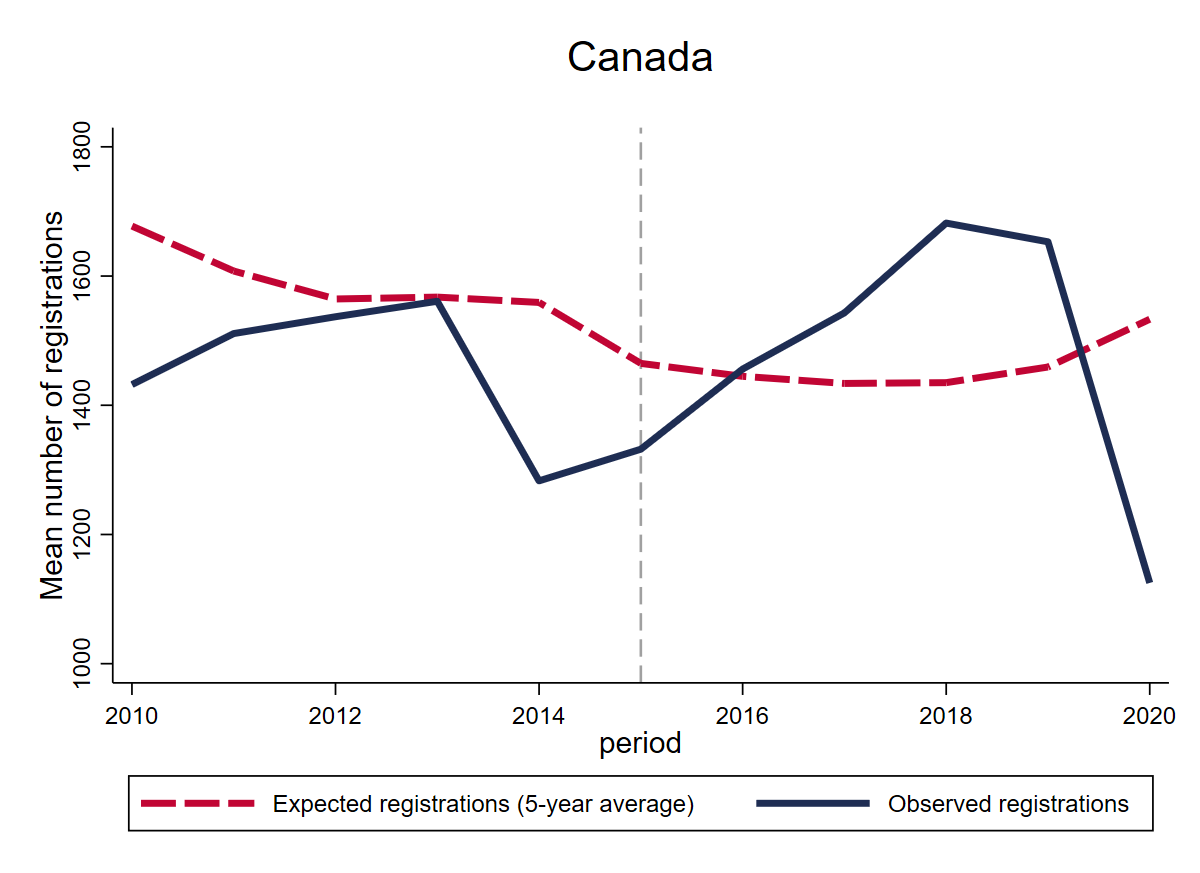 Canada
Mean number of registrations
1800
1600
1400
1200
1000
2010 2012 2014 2016 2018 2020
period
Expected registrations (5-year average) Observed registrations